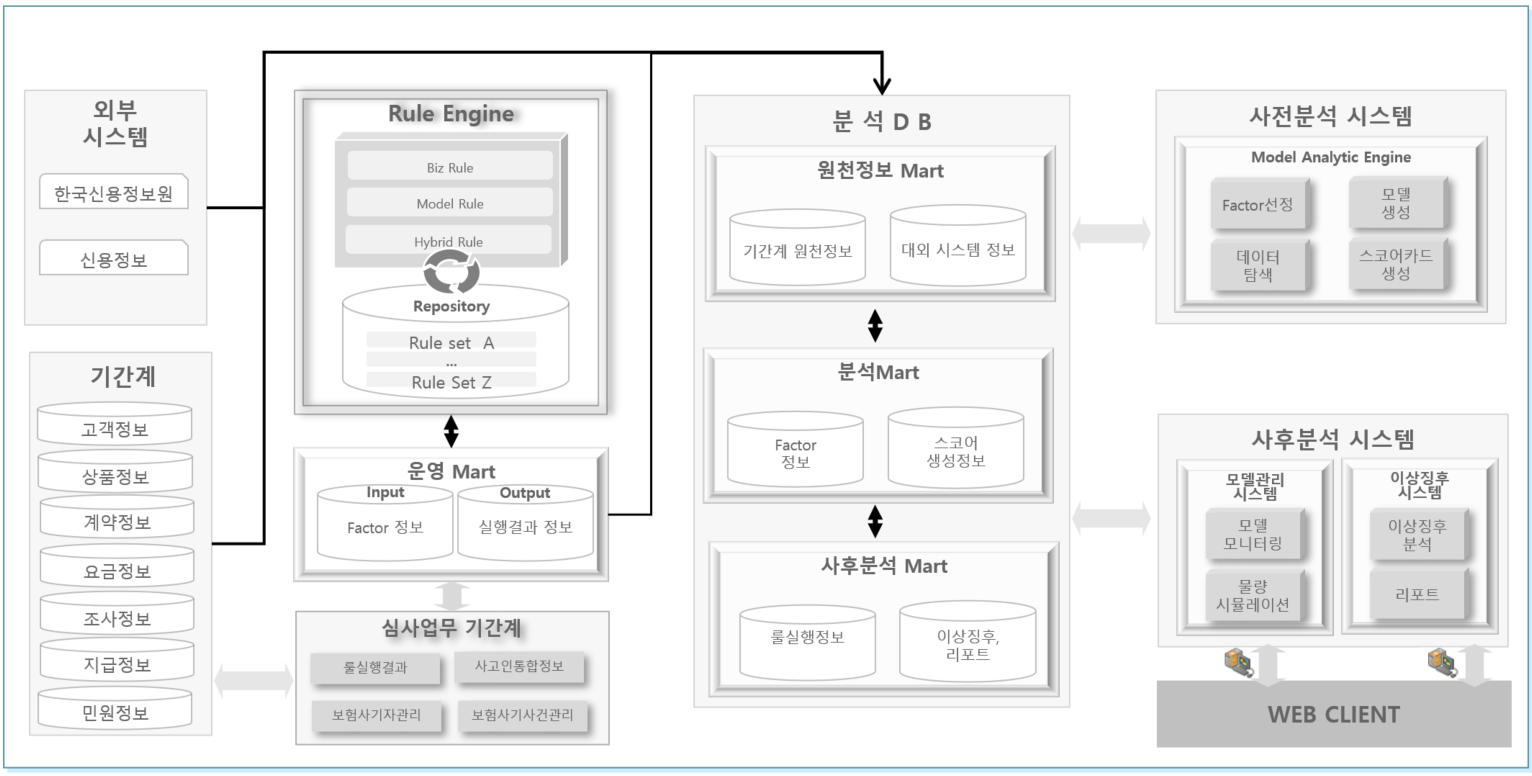 외부
시스템
한국신용정보원
신용정보
기간계
고객정보
상품정보
계약정보
요금정보
조사정보
지급정보
민원정보
Rule Engine
Biz Rule
Model Rule
Hybrid Rule
Repository
Rule set A
...
Rule Set Z
운영 Mart
Input
Factor 정보
Output
실행결과 정보
심사업무 기간계
룰실행결과
사고인통합정보
보험사기자관리
보험사기사건관리
분 석 D B
원천정보 Mart
기간계 원천정보
대외 시스템 정보
분석Mart
Factor
정보
스코어
생성정보
사후분석 Mart
룰실행정보
이상징후,
리포트
사전분석 시스템
Model Analytic Engine
Factor선정
모델
생성
데이터
탐색
스코어카드
생성
사후분석 시스템
모델관리
시스템
모델
모니터링
물량
시뮬레이션
이상징후
시스템
이상징후
분석
리포트
WEB CLIENT